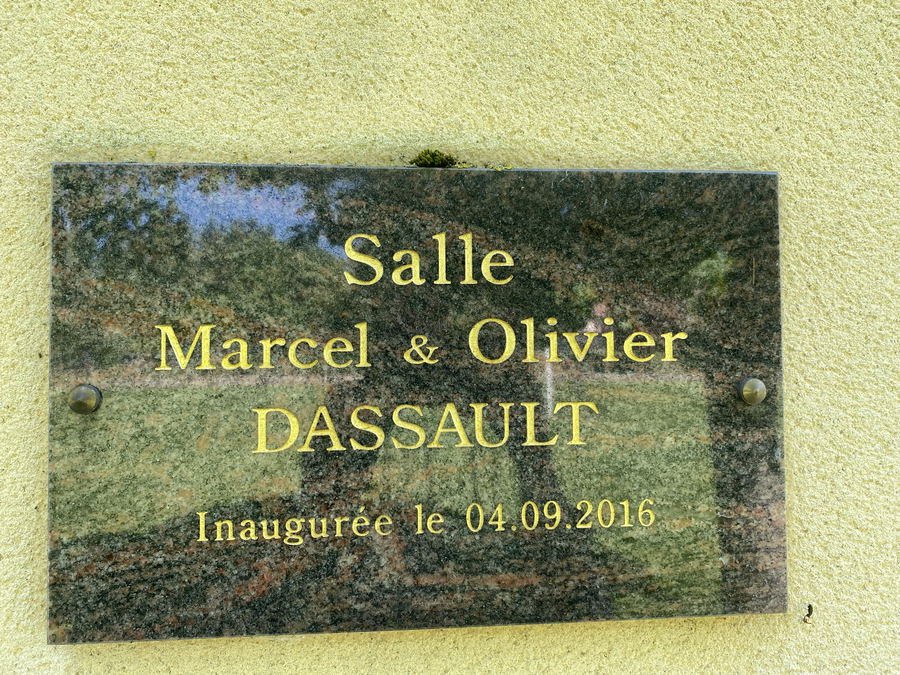 Salle
Marcel & Olivier
DASSAULT
Inaugurée le 04.09.2016